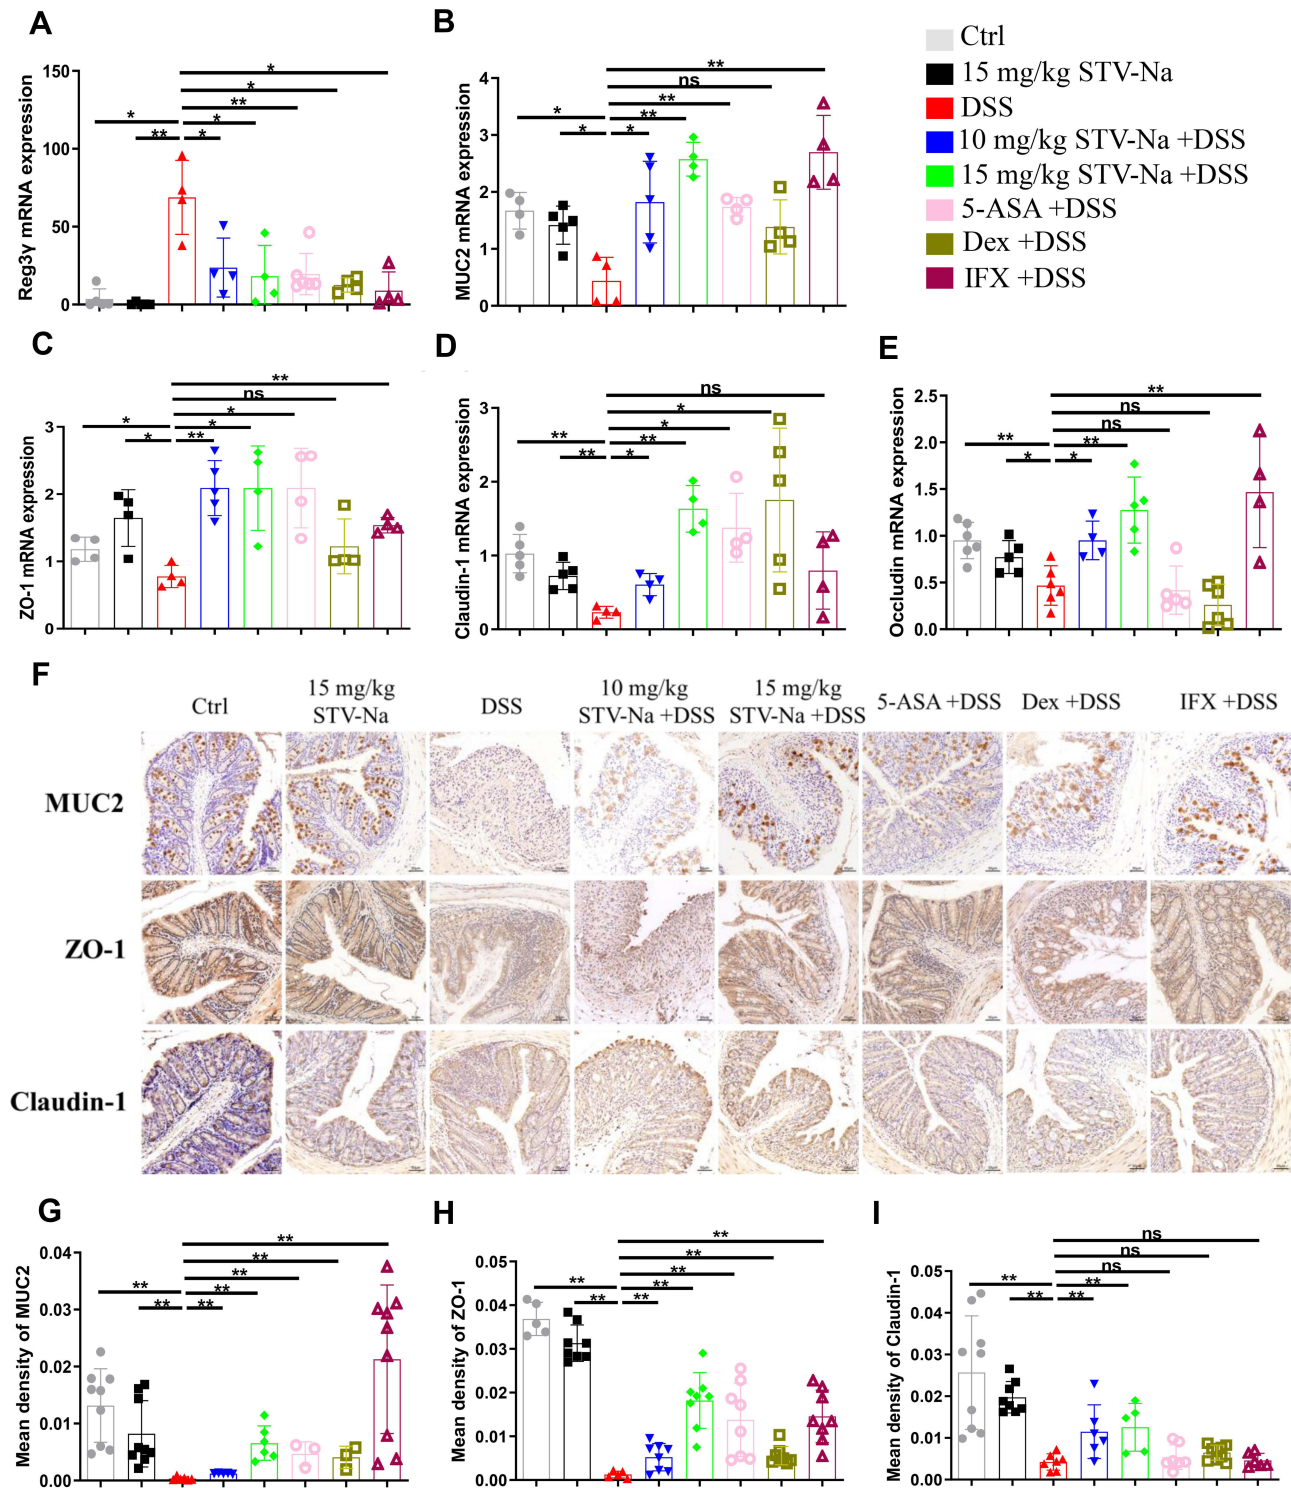 A
Reg3γ mRNA expression
150
100
50
0
*
*
**
*
*
**
*
B
MUC2 mRNA expression
4
3
2
1
0
**
ns
**
**
*
*
*
Ctrl
15 mg/kg STV-Na
DSS
10 mg/kg STV-Na +DSS
15 mg/kg STV-Na +DSS
5-ASA +DSS
Dex +DSS
IFX +DSS
C
ZO-1 mRNA expression
3
2
1
0
**
ns
*
*
*
*
**
D
Claudin-1 mRNA expression
3
2
1
0
ns
*
*
**
**
**
*
E
Occludin mRNA expression
2.5
2.0
1.5
1.0
0.5
0.0
**
ns
ns
**
**
*
*
F
Ctrl
15 mg/kg
STV-Na
DSS
10 mg/kg
STV-Na +DSS
15 mg/kg
STV-Na +DSS
5-ASA +DSS
Dex +DSS
IFX +DSS
MUC2
ZO-1
Claudin-1
G
Mean density of MUC2
0.04
0.03
0.02
0.01
0.00
**
**
**
**
**
**
**
H
Mean density of ZO-1
0.05
0.04
0.03
0.02
0.01
0.00
**
**
**
**
**
**
**
I
Mean density of Claudin-1
0.05
0.04
0.03
0.02
0.01
0.00
ns
ns
ns
**
**
**
**